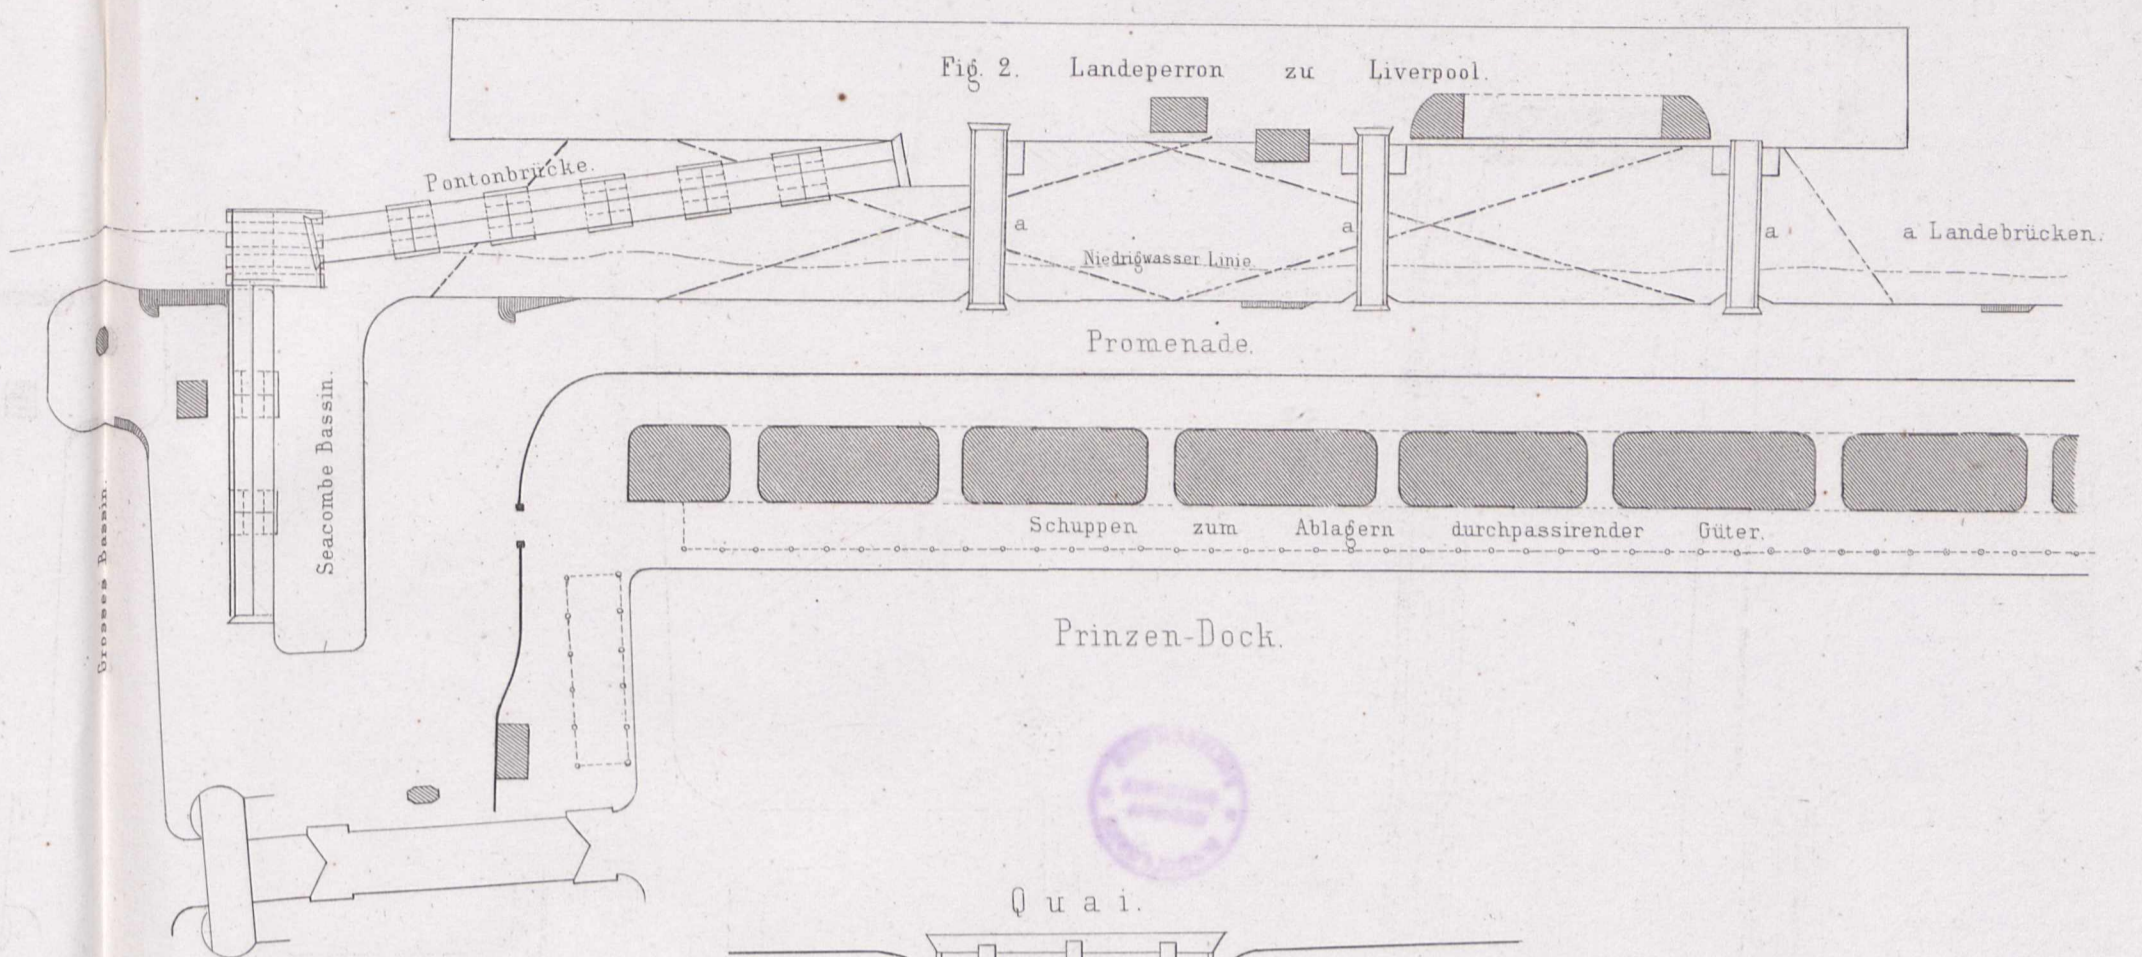 Fig. 2. Landeperron zu Liverpool.
Pontonbrücke.
a
a
a
a Landebrücken.
Niedrigwasser Linie.
Promenade.
Seacombe Bassin.
Grosses Bassin.
Schuppen zum Ablagern durchpassirender Güter.
Prinzen-Dock.
Quai.